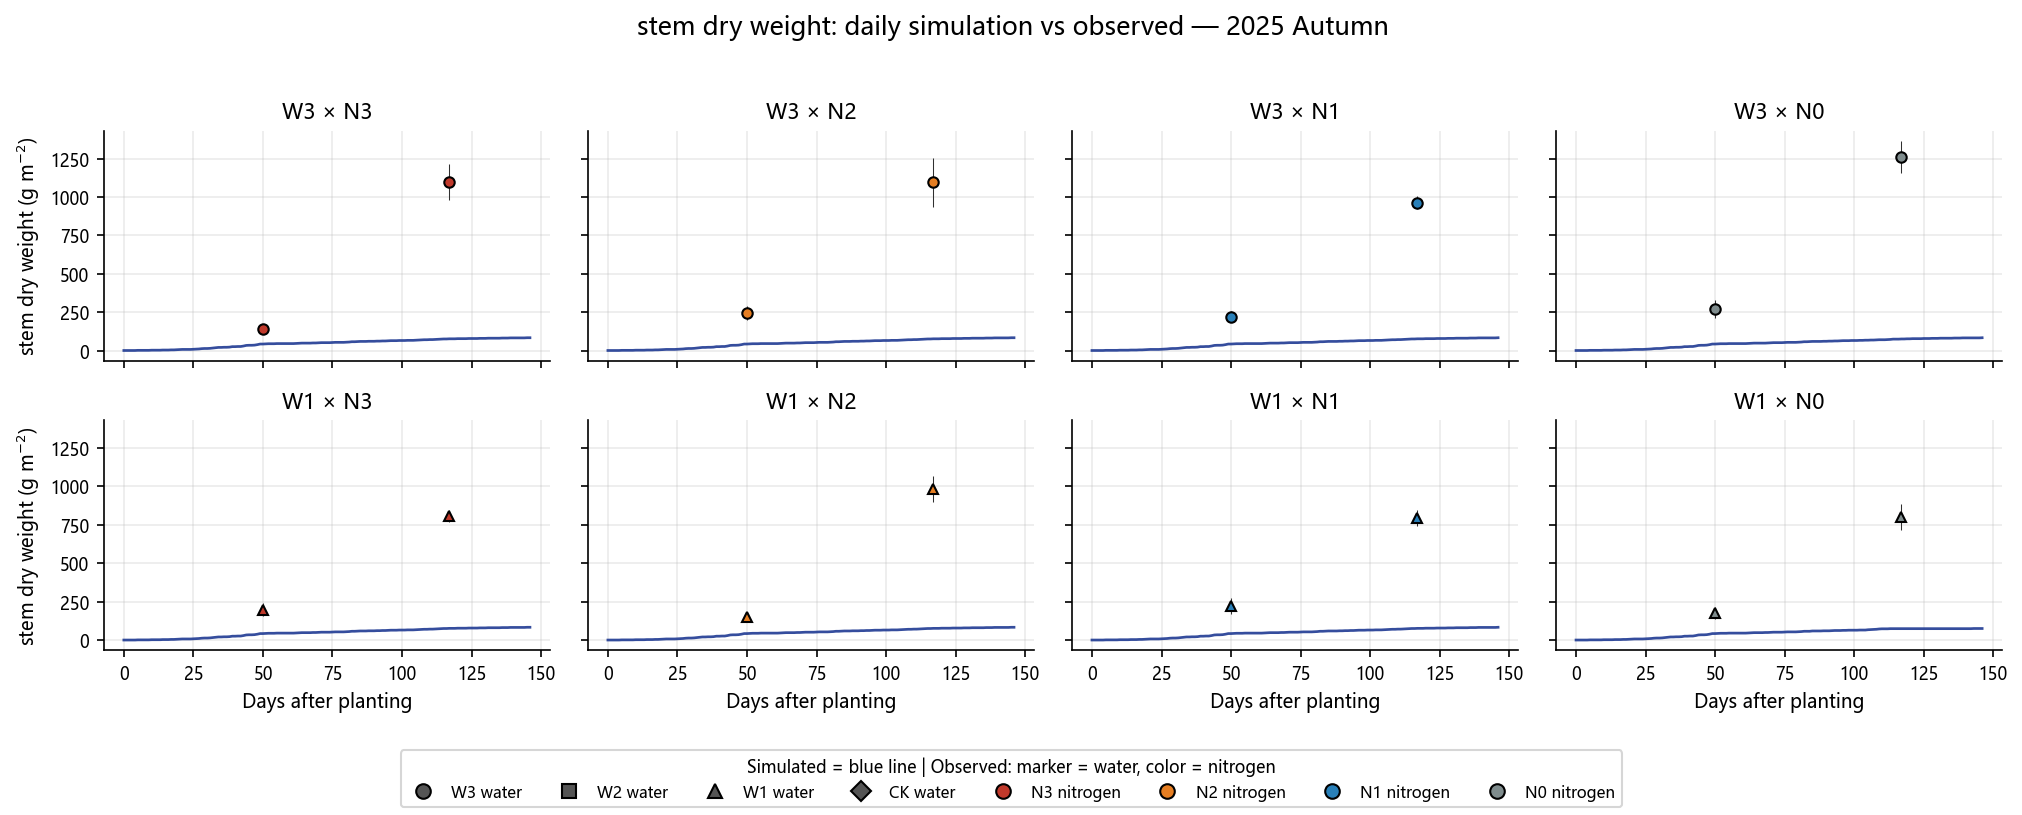 stem dry weight: daily simulation vs observed — 2025 Autumn
W3 × N3
W3 × N2
W3 × N1
W3 × N0
stem dry weight (g m⁻²)
1250
1000
750
500
250
0
W1 × N3
W1 × N2
W1 × N1
W1 × N0
stem dry weight (g m⁻²)
1250
1000
750
500
250
0
0 25 50 75 100 125 150
0 25 50 75 100 125 150
0 25 50 75 100 125 150
0 25 50 75 100 125 150
Days after planting
Days after planting
Days after planting
Days after planting
Simulated = blue line | Observed: marker = water, color = nitrogen
W3 water W2 water W1 water CK water N3 nitrogen N2 nitrogen N1 nitrogen N0 nitrogen